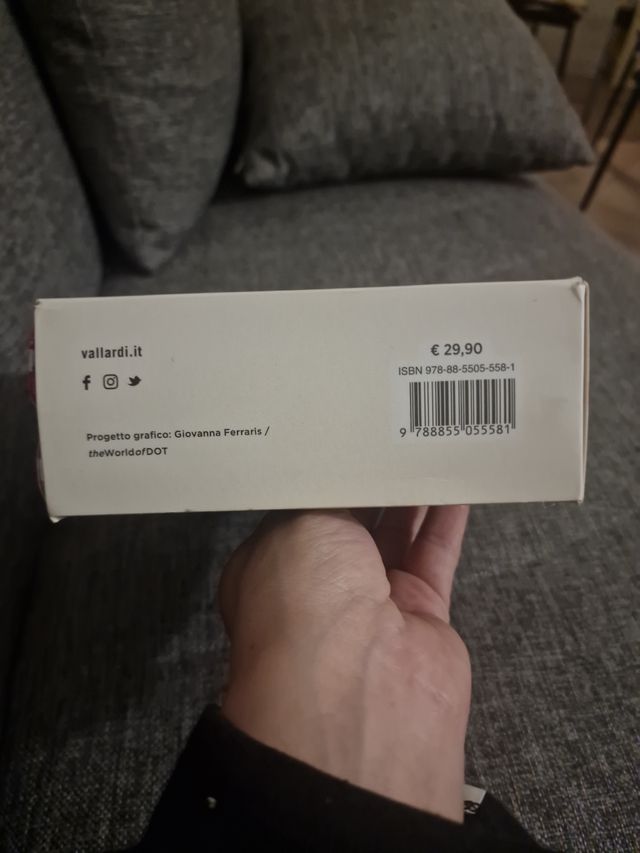 vallardi.it
Progetto grafico: Giovanna Ferraris /
theWorldofDOT
€ 29,90
ISBN 978-88-5505-558-1
9 788855 055581